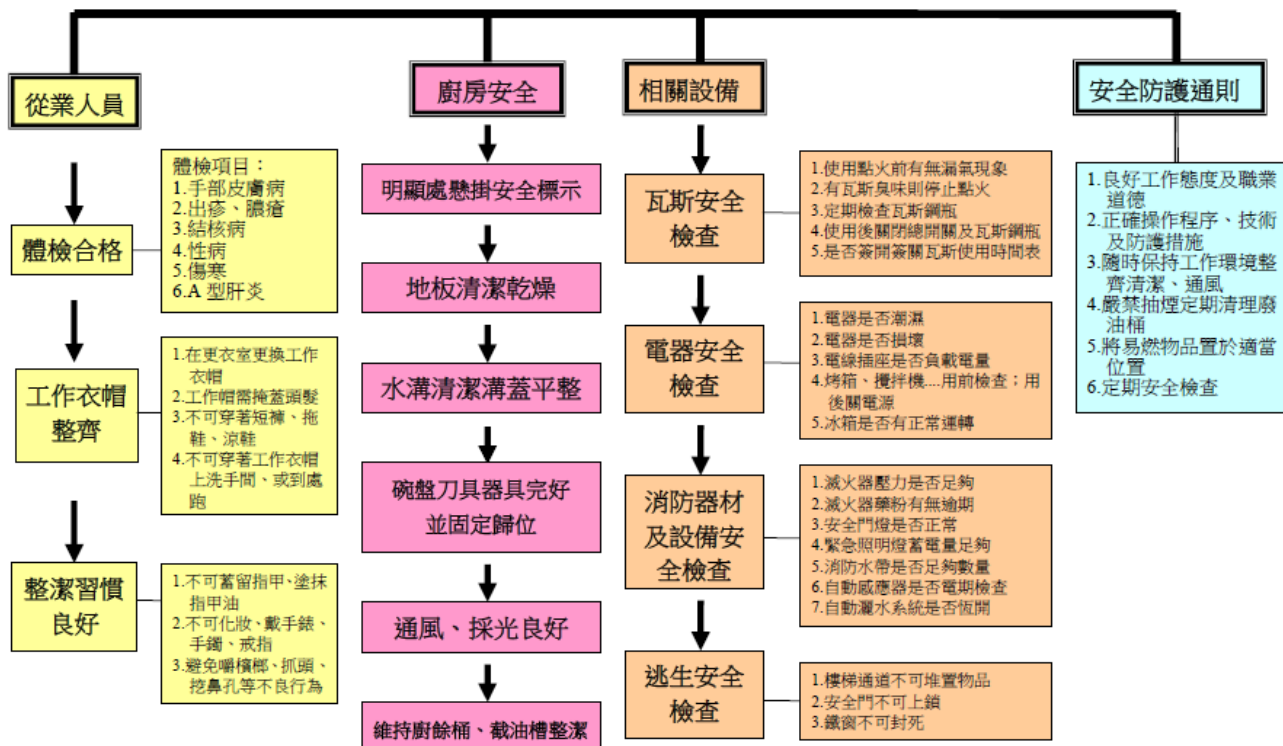 從業人員
體檢合格
體檢項目：
1.手部皮膚病
2.出疹、膿瘡
3.結核病
4.性病
5.傷寒
6.A 型肝炎
工作衣帽
整齊
1.在更衣室更換工作
衣帽
2.工作帽需掩蓋頭髮
3.不可穿著短褲、拖
鞋、涼鞋
4.不可穿著工作衣帽
上洗手間、或到處
跑
整潔習慣
良好
1.不可蓄留指甲、塗抹
指甲油
2.不可化妝、戴手錶、
手鐲、戒指
3.避免嚼檳榔、抓頭、
挖鼻孔等不良行為
廚房安全
明顯處懸掛安全標示
地板清潔乾燥
水溝清潔溝蓋平整
碗盤刀具器具完好
並固定歸位
通風、採光良好
維持廚餘桶、截油槽整潔
相關設備
瓦斯安全
檢查
1.使用點火前有無漏氣現象
2.有瓦斯臭味則停止點火
3.定期檢查瓦斯鋼瓶
4.使用後關閉總開關及瓦斯鋼瓶
5.是否簽開簽關瓦斯使用時間表
電器安全
檢查
1.電器是否潮濕
2.電器是否損壞
3.電線插座是否負載電量
4.烤箱、攪拌機....用前檢查；用
後關電源
5.冰箱是否有正常運轉
消防器材
及設備安
全檢查
1.滅火器壓力是否足夠
2.滅火器藥粉有無逾期
3.安全門燈是否正常
4.緊急照明燈蓄電量足夠
5.消防水帶是否足夠數量
6.自動感應器是否電期檢查
7.自動灑水系統是否恆開
逃生安全
檢查
1.樓梯通道不可堆置物品
2.安全門不可上鎖
3.鐵窗不可封死
安全防護通則
1.良好工作態度及職業
道德
2.正確操作程序、技術
及防護措施
3.隨時保持工作環境整
齊清潔、通風
4.嚴禁抽煙定期清理廢
油桶
5.將易燃物品置於適當
位置
6.定期安全檢查